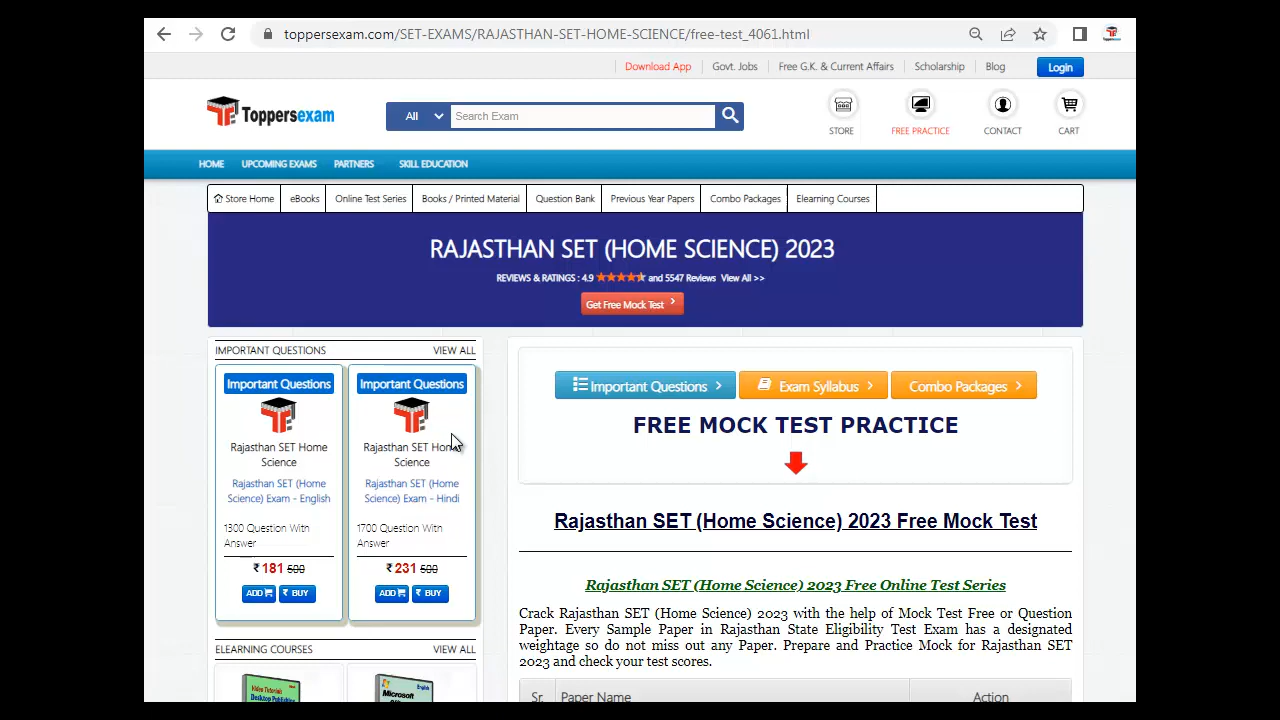 toppersexam.com/SET-EXAMS/RAJASTHAN-SET-HOME-SCIENCE/free-test_4061.html
Download App Govt. Jobs Free G.K. & Current Affairs Scholarship Blog Login
Toppersexam
All Search Exam
STORE FREE PRACTICE CONTACT CART
HOME UPCOMING EXAMS PARTNERS SKILL EDUCATION
Store Home eBooks Online Test Series Books / Printed Material Question Bank Previous Year Papers Combo Packages Elearning Courses
RAJASTHAN SET (HOME SCIENCE) 2023
REVIEWS & RATINGS : 4.9 and 5547 Reviews View All >>
Get Free Mock Test
IMPORTANT QUESTIONS VIEW ALL
Important Questions
Rajasthan SET Home
Science
Rajasthan SET (Home
Science) Exam - English
1300 Question With
Answer
₹ 181 500
ADD ₹ BUY
Important Questions
Rajasthan SET Home
Science
Rajasthan SET (Home
Science) Exam - Hindi
1700 Question With
Answer
₹ 231 500
ADD ₹ BUY
ELEARNING COURSES VIEW ALL
Video Tutorials
Desktop Publishing
English
Microsoft
Important Questions Exam Syllabus Combo Packages
FREE MOCK TEST PRACTICE
Rajasthan SET (Home Science) 2023 Free Mock Test
Rajasthan SET (Home Science) 2023 Free Online Test Series
Crack Rajasthan SET (Home Science) 2023 with the help of Mock Test Free or Question
Paper. Every Sample Paper in Rajasthan State Eligibility Test Exam has a designated
weightage so do not miss out any Paper. Prepare and Practice Mock for Rajasthan SET
2023 and check your test scores.
Sr. Paper Name Action